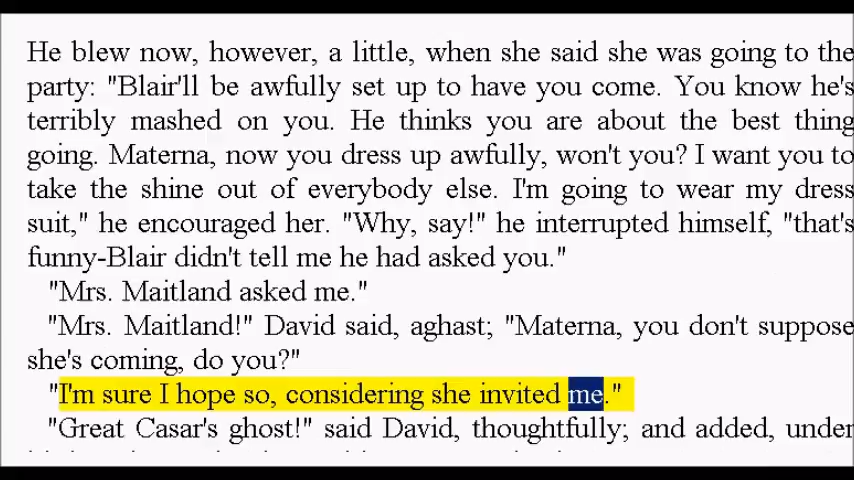 He blew now, however, a little, when she said she was going to the
party: "Blair'll be awfully set up to have you come. You know he's
terribly mashed on you. He thinks you are about the best thing
going. Materna, now you dress up awfully, won't you? I want you to
take the shine out of everybody else. I'm going to wear my dress
suit," he encouraged her. "Why, say!" he interrupted himself, "that's
funny-Blair didn't tell me he had asked you."
"Mrs. Maitland asked me."
"Mrs. Maitland!" David said, aghast; "Materna, you don't suppose
she's coming, do you?"
"I'm sure I hope so, considering she invited me."
"Great Casar's ghost!" said David, thoughtfully; and added, under